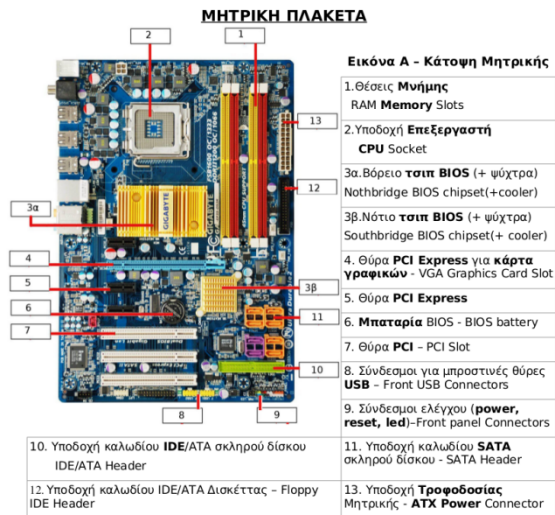 ΜΗΤΡΙΚΗ ΠΛΑΚΕΤΑ
2
1
Εικόνα Α – Κάτοψη Μητρικής
1.Θέσεις Μνήμης
RAM Memory Slots
13
2.Υποδοχή Επεξεργαστή
CPU Socket
12
3α.Βόρειο τσιπ BIOS (+ ψύχτρα)
Nothbridge BIOS chipset(+cooler)
3α
GIGABYTE
GIGABYTE
3β.Νότιο τσιπ BIOS (+ ψύχτρα)
Southbridge BIOS chipset(+ cooler)
4
3β
4. Θύρα PCI Express για κάρτα
γραφικών - VGA Graphics Card Slot
5
5. Θύρα PCI Express
6
11
6. Μπαταρία BIOS - BIOS battery
7
7. Θύρα PCI – PCI Slot
10
8. Σύνδεσμοι για μπροστινές θύρες
USB – Front USB Connectors
8
9
9. Σύνδεσμοι ελέγχου (power,
reset, led)–Front panel Connectors
10. Υποδοχή καλωδίου IDE/ATA σκληρού δίσκου
IDE/ATA Header
11. Υποδοχή καλωδίου SATA
σκληρού δίσκου - SATA Header
12. Υποδοχή καλωδίου IDE/ATA Δισκέττας – Floppy
IDE Header
13. Υποδοχή Τροφοδοσίας
Μητρικής - ATX Power Connector